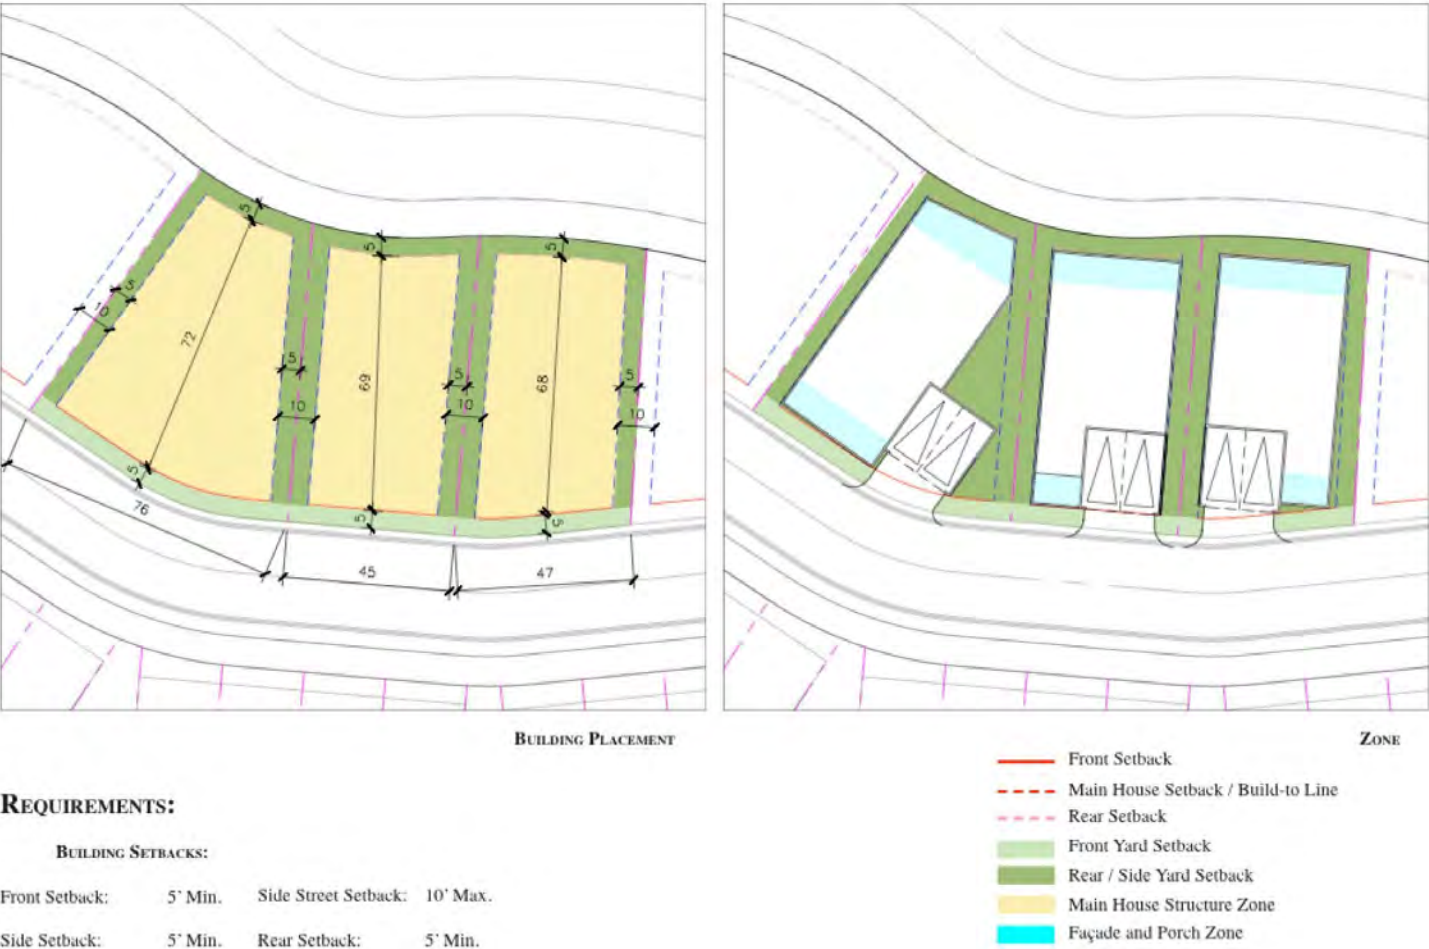 5
5
5
5
10
72
69
68
5
10
5
10
5
10
5
5
5
76
45
47
BUILDING PLACEMENT
ZONE
Front Setback
Main House Setback / Build-to Line
Rear Setback
Front Yard Setback
Rear / Side Yard Setback
Main House Structure Zone
Façade and Porch Zone
REQUIREMENTS:
BUILDING SETBACKS:
Front Setback: 5' Min. Side Street Setback: 10' Max.
Side Setback: 5' Min. Rear Setback: 5' Min.